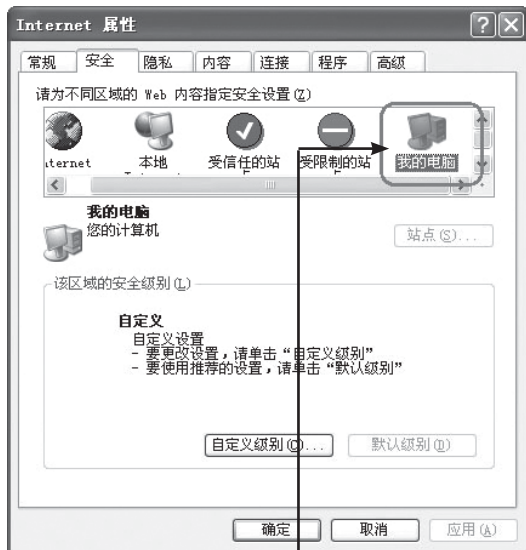 Internet 属性
常规 安全 隐私 内容 连接 程序 高级
请为不同区域的 Web 内容指定安全设置(Z)
ternet 本地 受信任的站 受限制的站 我的电脑
我的电脑
您的计算机
站点(S)...
该区域的安全级别(L)
自定义
自定义设置
- 要更改设置，请单击“自定义级别”
- 要使用推荐的设置，请单击“默认级别”
自定义级别(C)... 默认级别(D)
确定 取消 应用(A)